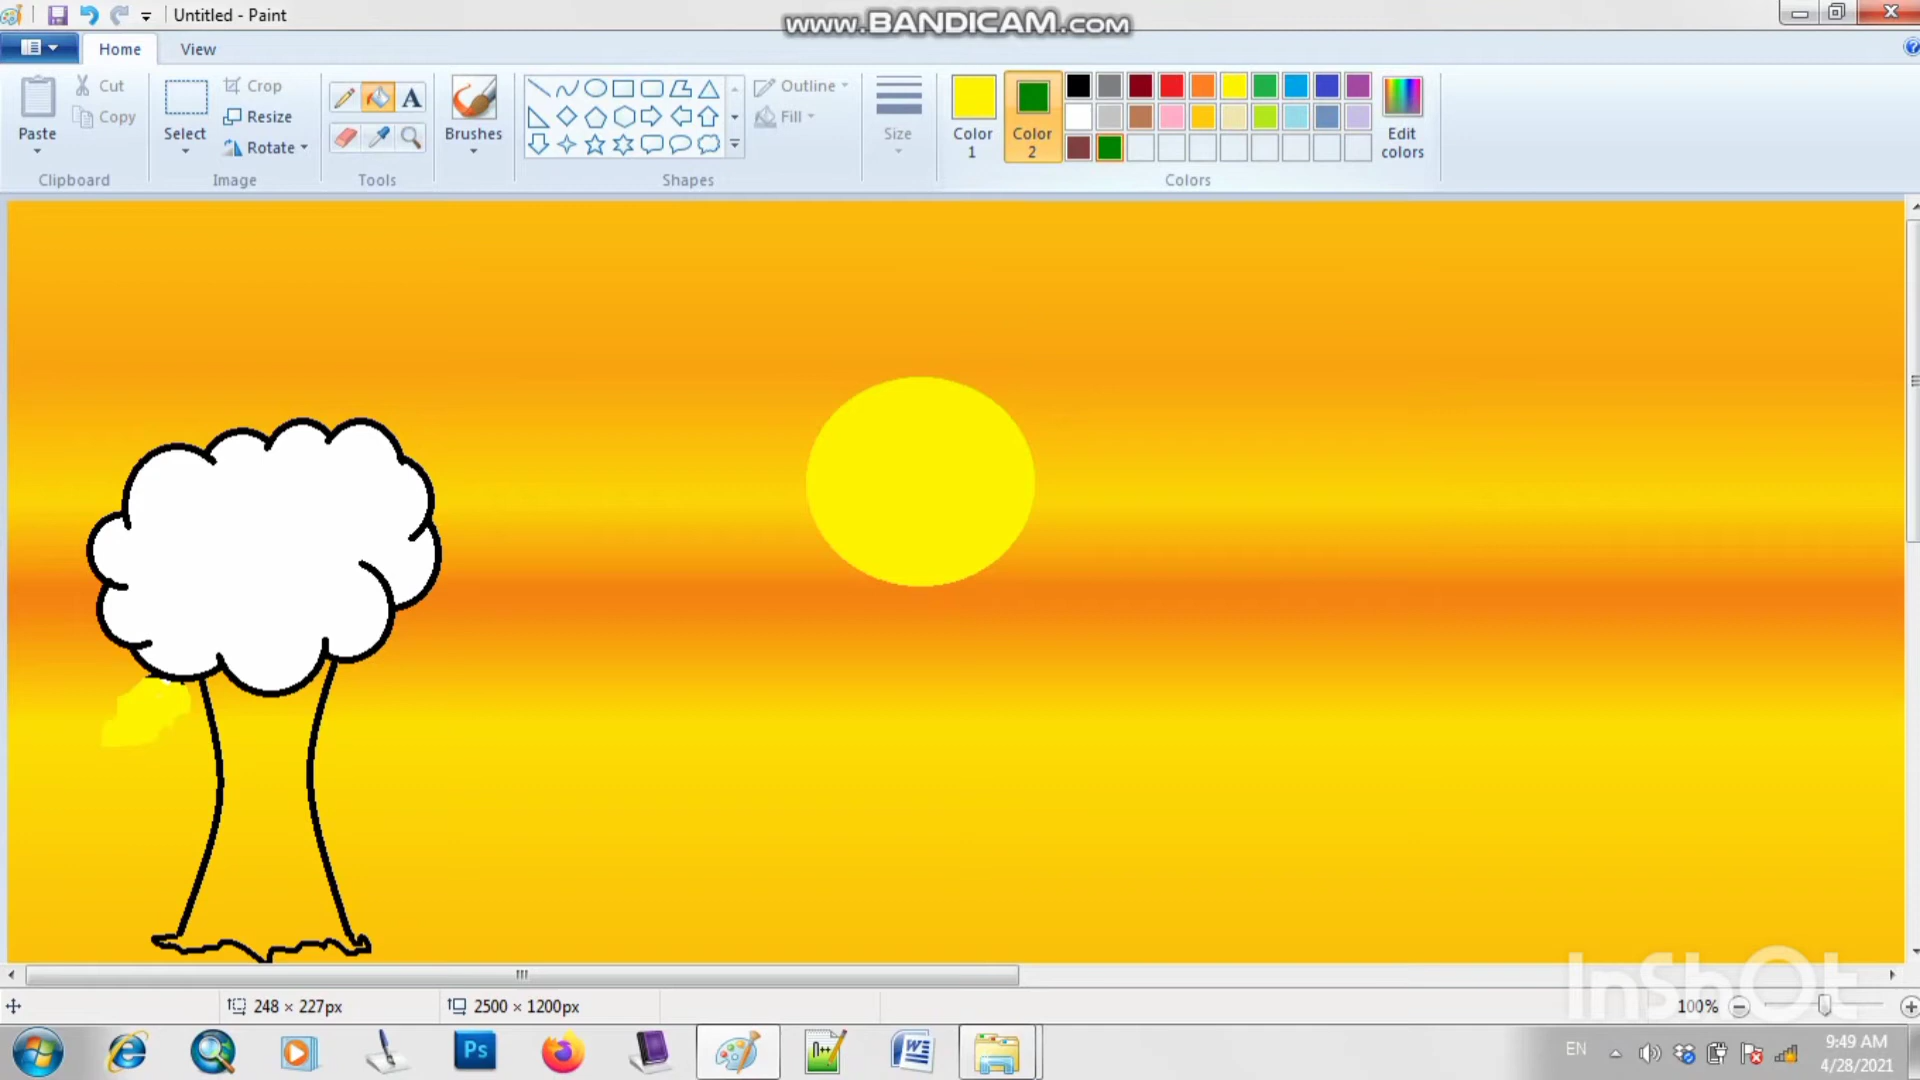 Untitled - Paint
www.BANDICAM.com
Home
View
Paste
Cut
Copy
Clipboard
Select
Crop
Resize
Rotate
Image
A
Tools
Brushes
Shapes
Outline
Fill
Size
Color
1
Color
2
Edit
colors
Colors
InShOt
248 × 227px
2500 × 1200px
100%
Ps
n++
W
EN
9:49 AM
4/28/2021